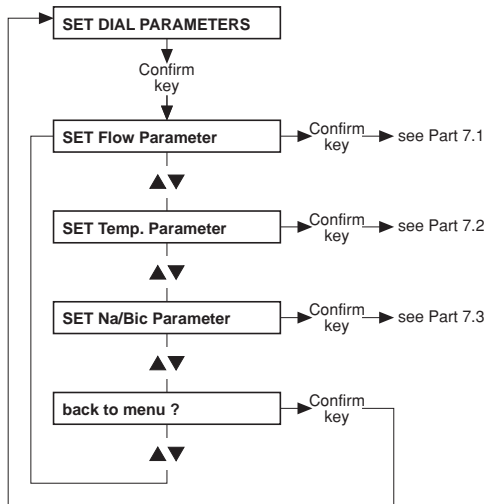 SET DIAL PARAMETERS
Confirm
key
SET Flow Parameter
Confirm
key
see Part 7.1
SET Temp. Parameter
Confirm
key
see Part 7.2
SET Na/Bic Parameter
Confirm
key
see Part 7.3
back to menu ?
Confirm
key